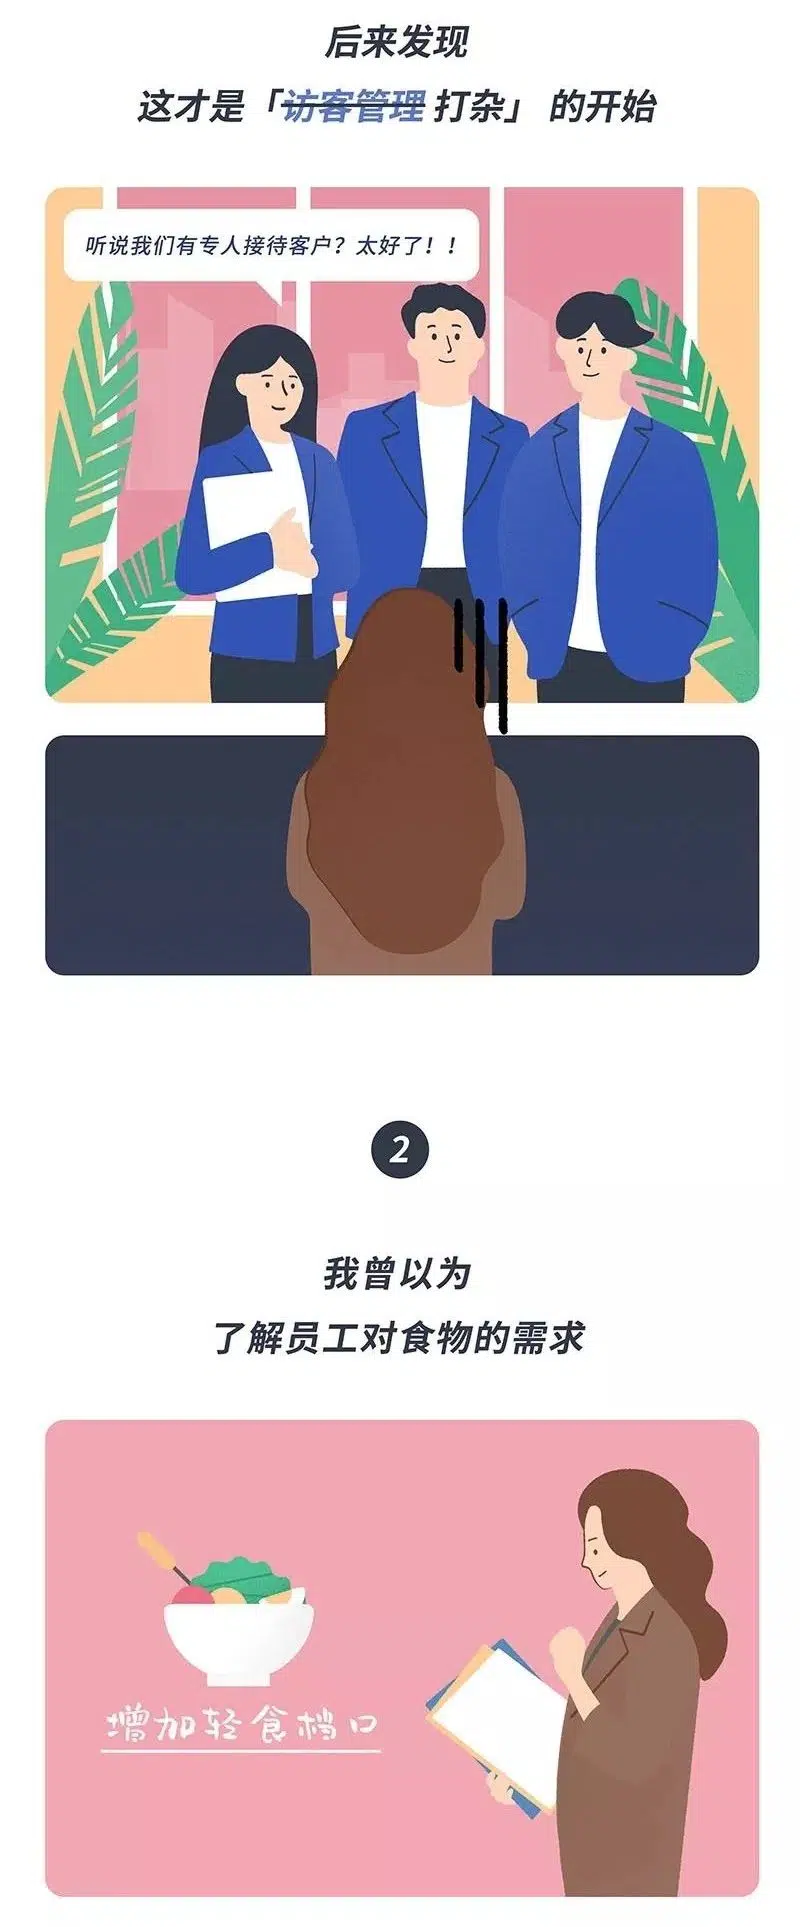 后来发现
这才是「访客管理 打杂」 的开始
听说我们有专人接待客户？太好了！！
2
我曾以为
了解员工对食物的需求
增加轻食档口